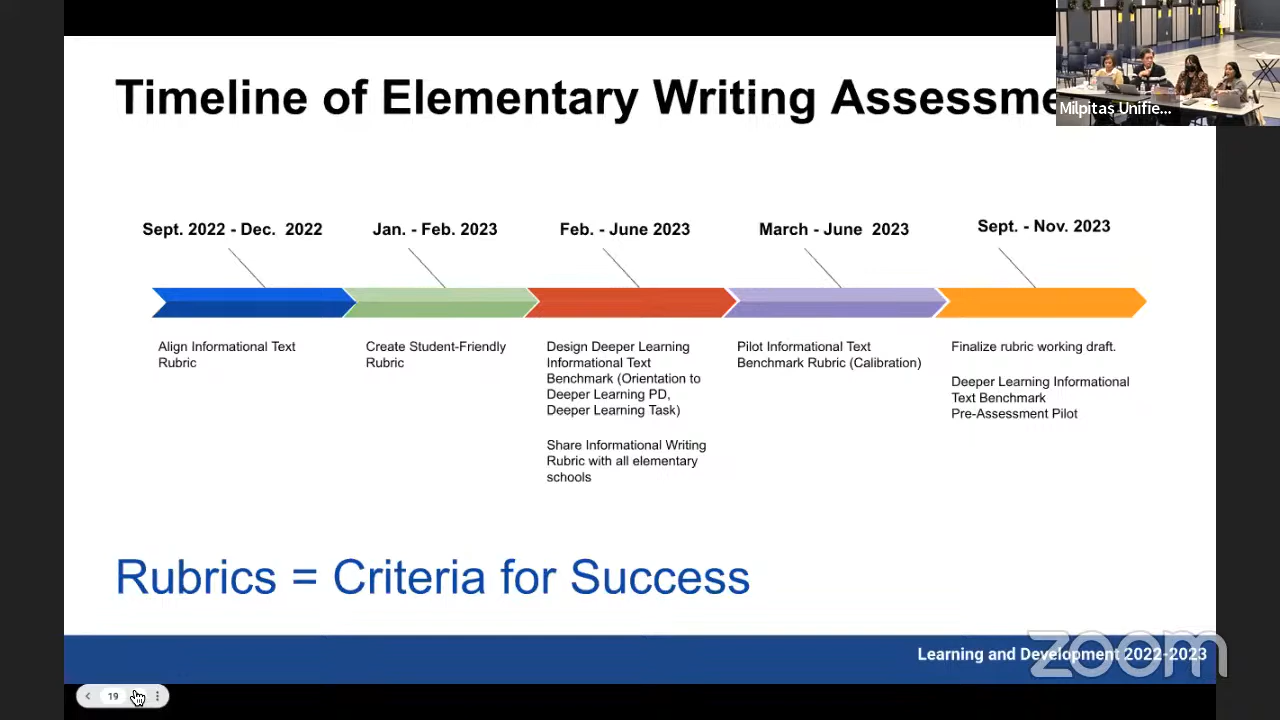 Timeline of Elementary Writing Assessme
Milpitas Unifie...
Sept. 2022 - Dec. 2022
Jan. - Feb. 2023
Feb. - June 2023
March - June 2023
Sept. - Nov. 2023
Align Informational Text
Rubric
Create Student-Friendly
Rubric
Design Deeper Learning
Informational Text
Benchmark (Orientation to
Deeper Learning PD,
Deeper Learning Task)
Share Informational Writing
Rubric with all elementary
schools
Pilot Informational Text
Benchmark Rubric (Calibration)
Finalize rubric working draft.
Deeper Learning Informational
Text Benchmark
Pre-Assessment Pilot
Rubrics = Criteria for Success
Learning and Development 2022-2023
zoom
19